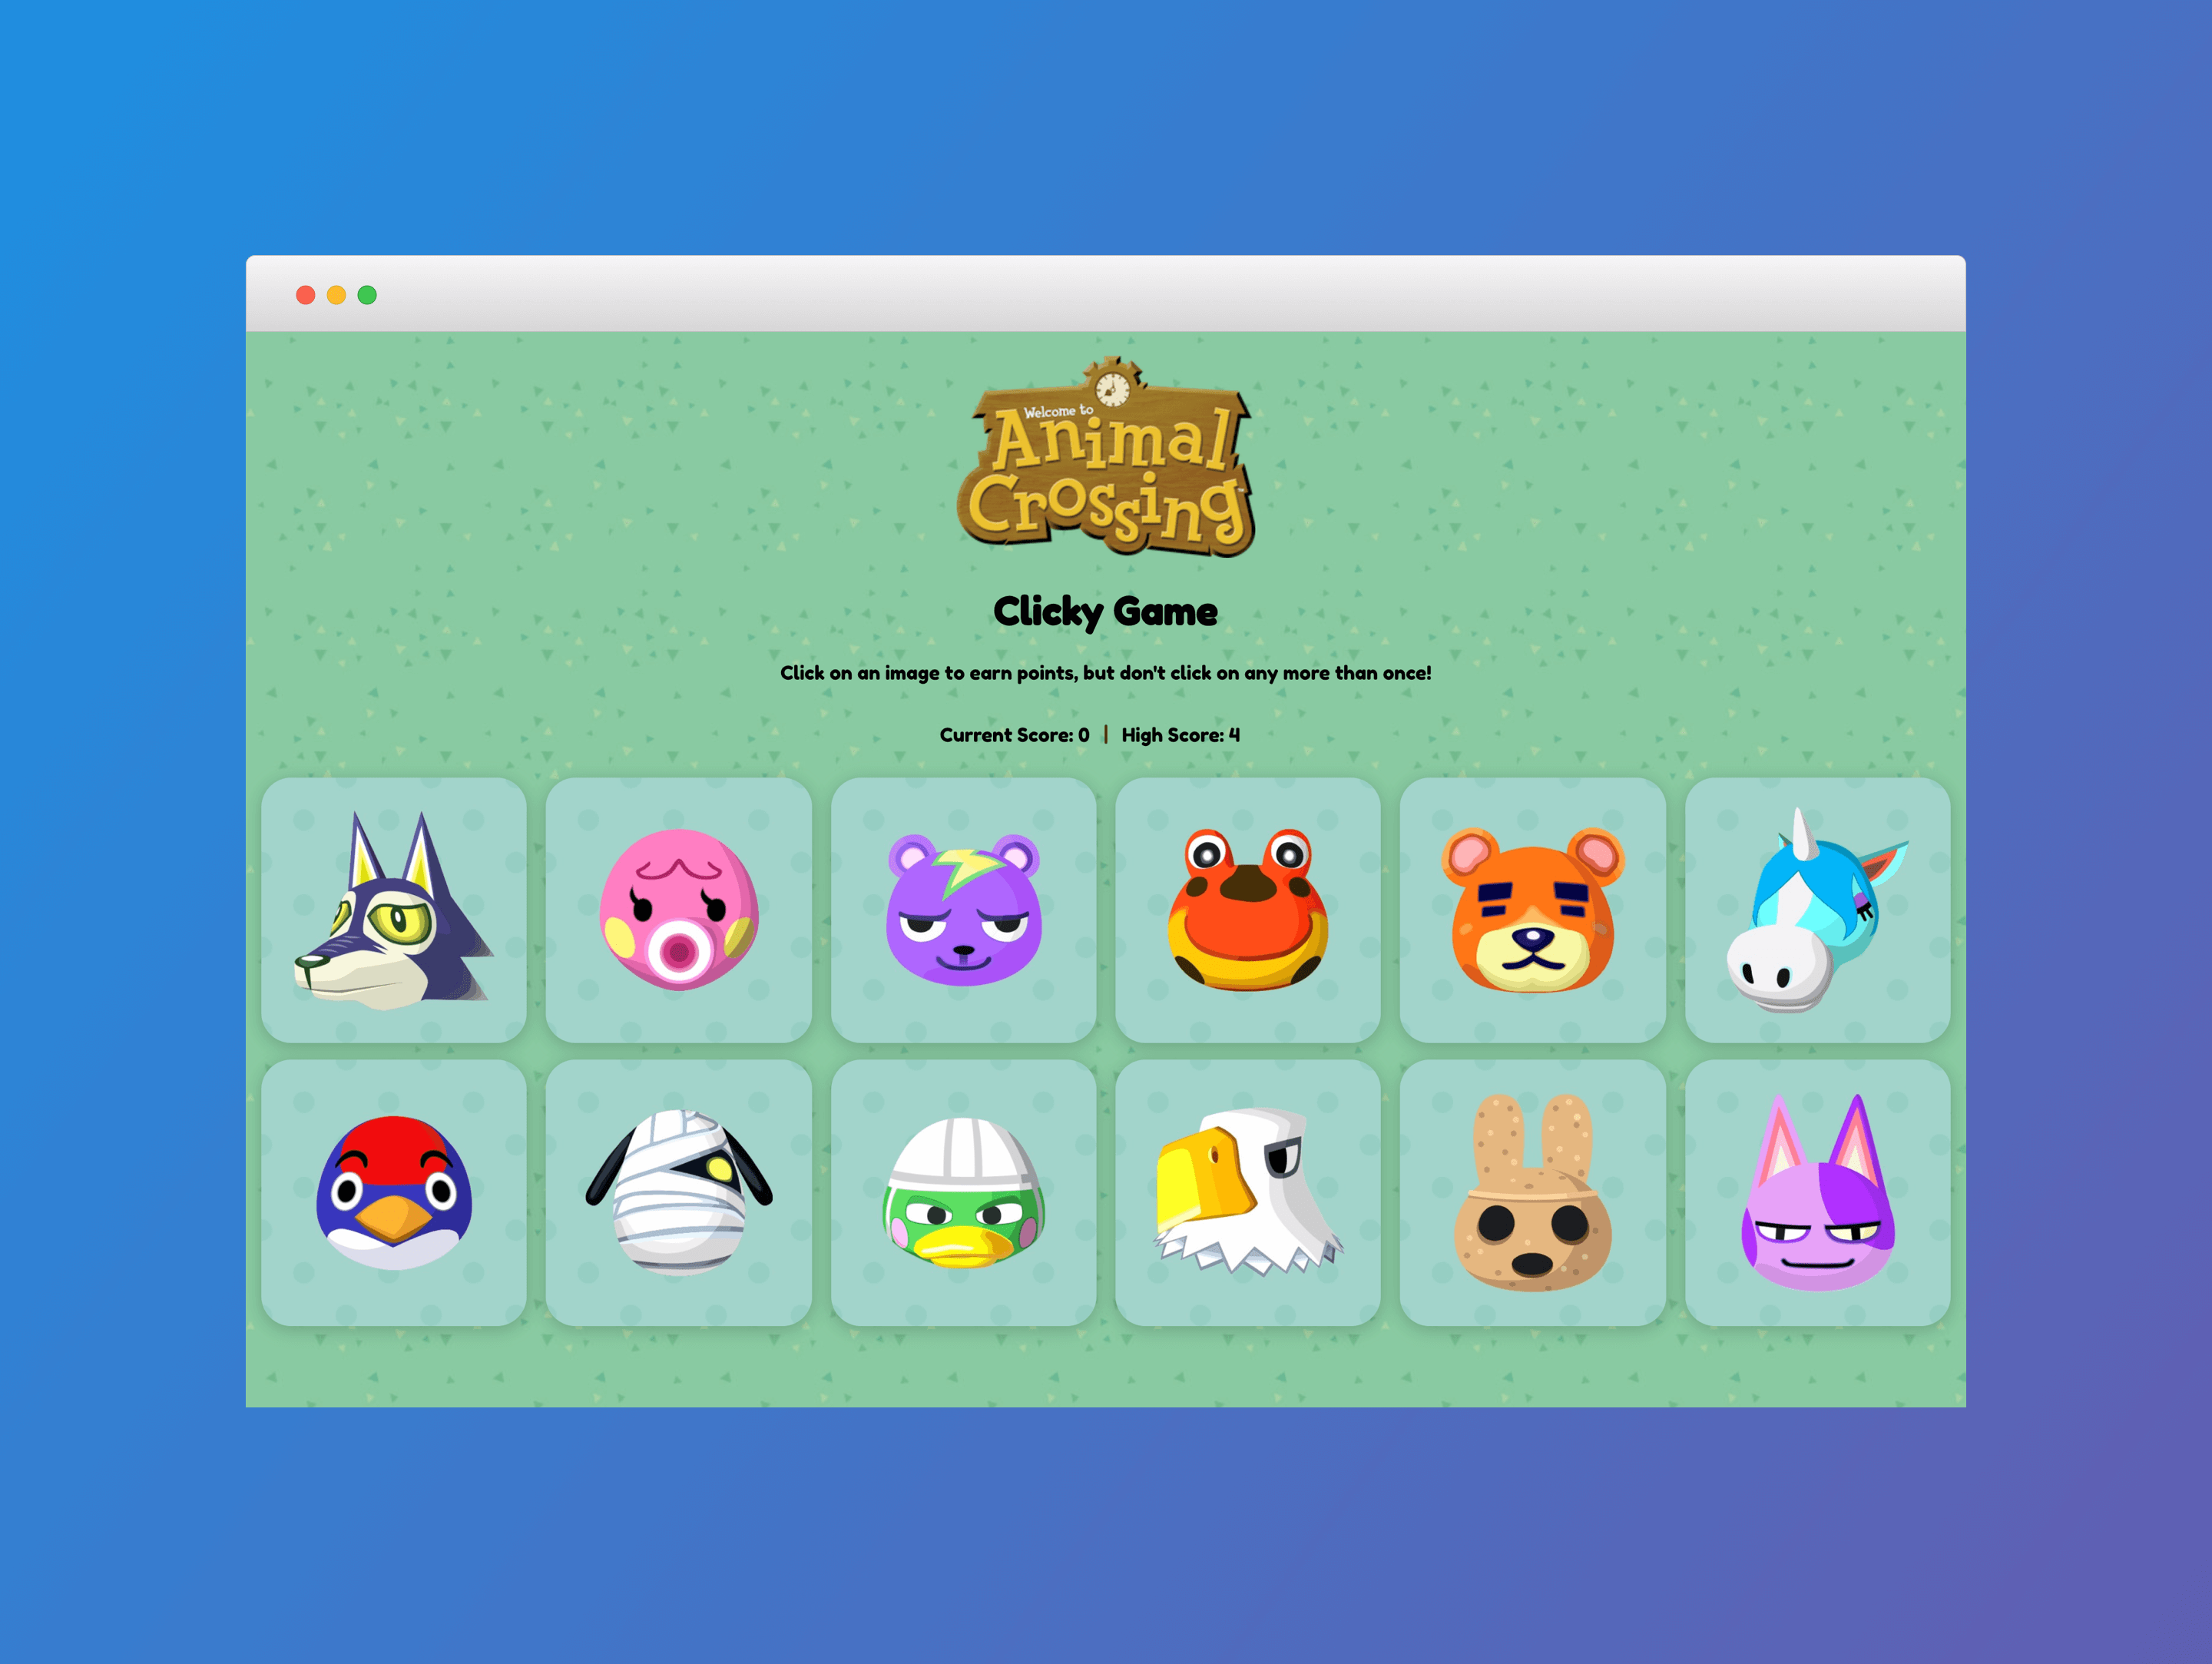 Welcome to
Animal
Crossing
Clicky Game
Click on an image to earn points, but don't click on any more than once!
Current Score: 0 | High Score: 4